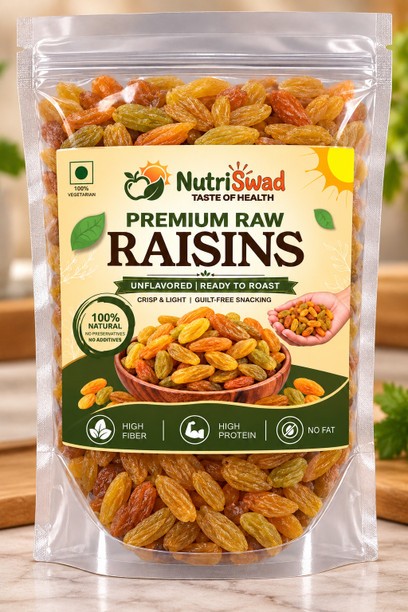 100%
VEGETARIAN
NutriSwad
TASTE OF HEALTH
PREMIUM RAW
RAISINS
UNFLAVORED | READY TO ROAST
CRISP & LIGHT | GUILT-FREE SNACKING
100%
NATURAL
NO PRESERVATIVES
NO ADDITIVES
HIGH
FIBER
HIGH
PROTEIN
NO FAT